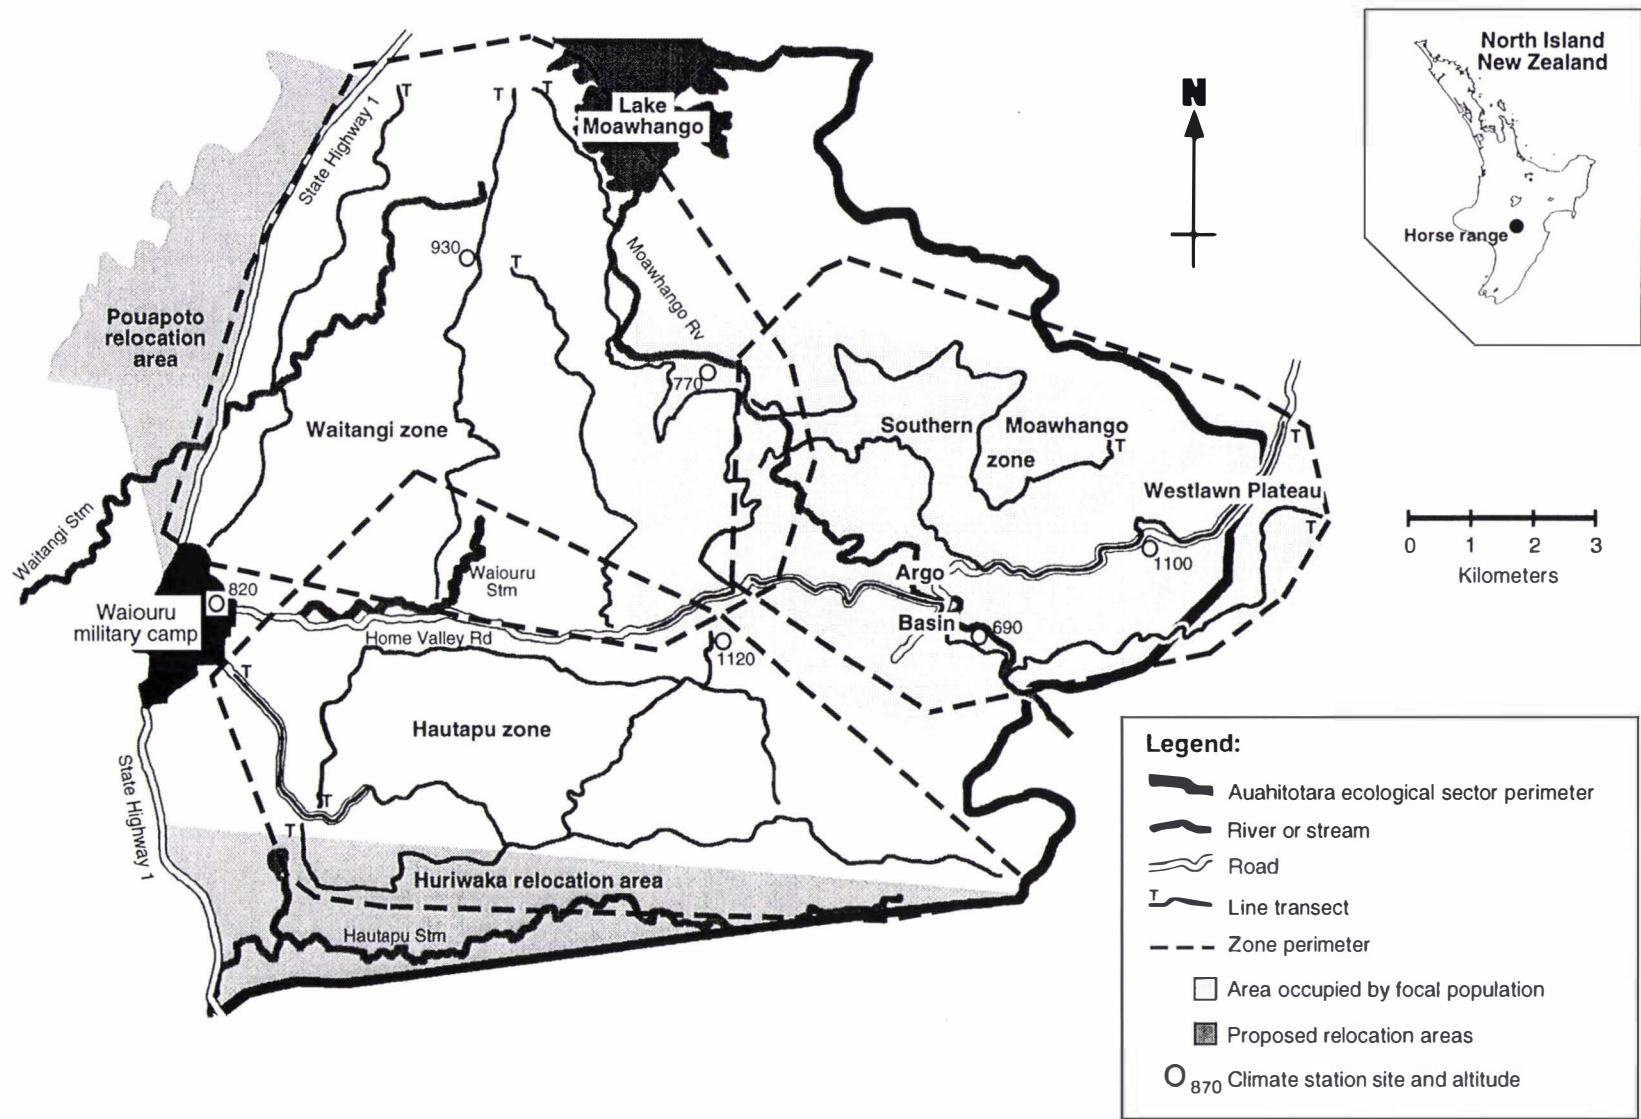 North Island
New Zealand
Horse range
N
Lake
Moawhango
State Highway 1
T
T
T
930
T
Moawhango Rv
Pouapoto
relocation
area
770
Waitangi zone
Southern Moawhango
zone
T
T
Westlawn Plateau
T
Waitangi Stm
1100
0 1 2 3
Kilometers
Waiouru
Stm
Argo
Basin
820
Waiouru
military camp
690
Home Valley Rd
1120
T
Hautapu zone
State Highway 1
T
T
Huriwaka relocation area
Hautapu Stm
Legend:
Auahitotara ecological sector perimeter
River or stream
Road
T Line transect
Zone perimeter
Area occupied by focal population
Proposed relocation areas
870 Climate station site and altitude